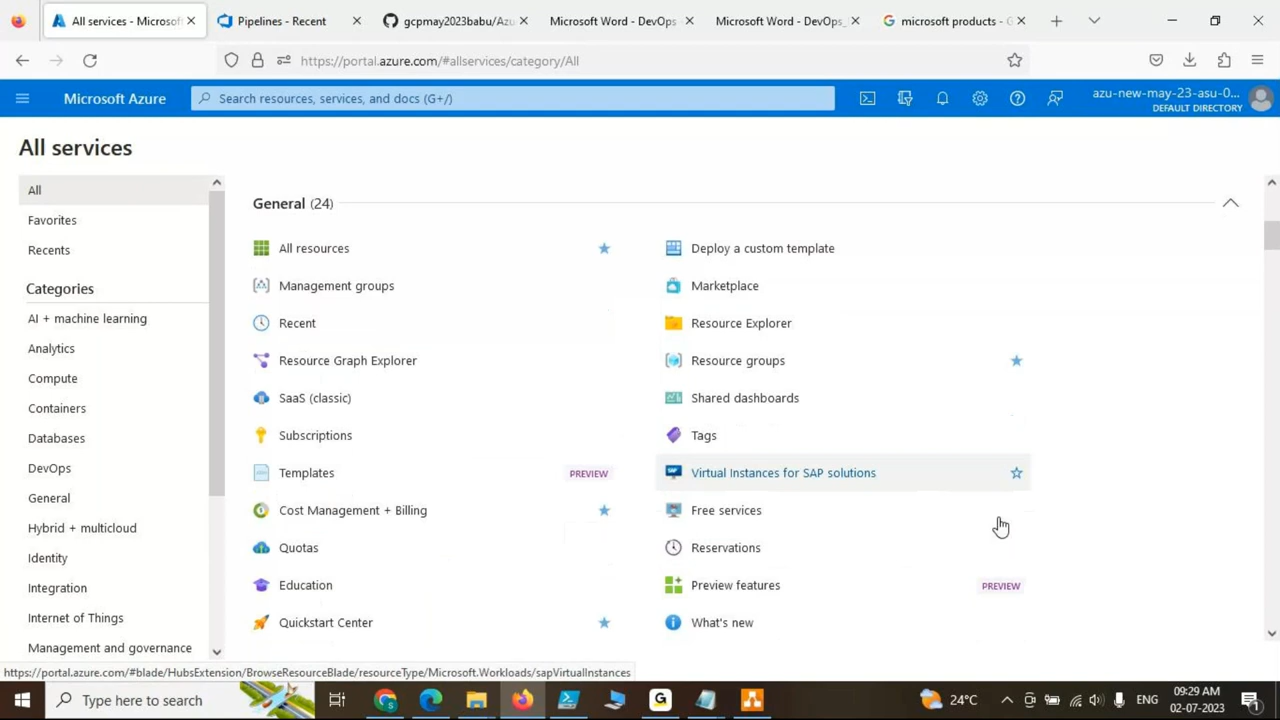 All services - Microsof
Pipelines - Recent
gcpmay2023babu/Azu
Microsoft Word - DevOps
Microsoft Word - DevOps_
microsoft products - G
https://portal.azure.com/#allservices/category/All
Microsoft Azure
Search resources, services, and docs (G+/)
azu-new-may-23-asu-0...
DEFAULT DIRECTORY
All services
All
Favorites
Recents
Categories
AI + machine learning
Analytics
Compute
Containers
Databases
DevOps
General
Hybrid + multicloud
Identity
Integration
Internet of Things
Management and governance
General (24)
All resources
Deploy a custom template
Management groups
Marketplace
Recent
Resource Explorer
Resource Graph Explorer
Resource groups
SaaS (classic)
Shared dashboards
Subscriptions
Tags
Templates PREVIEW
Virtual Instances for SAP solutions
Cost Management + Billing
Free services
Quotas
Reservations
Education
Preview features PREVIEW
Quickstart Center
What's new
https://portal.azure.com/#blade/HubsExtension/BrowseResourceBlade/resourceType/Microsoft.Workloads/sapVirtualInstances
Type here to search
24°C
ENG
09:29 AM
02-07-2023